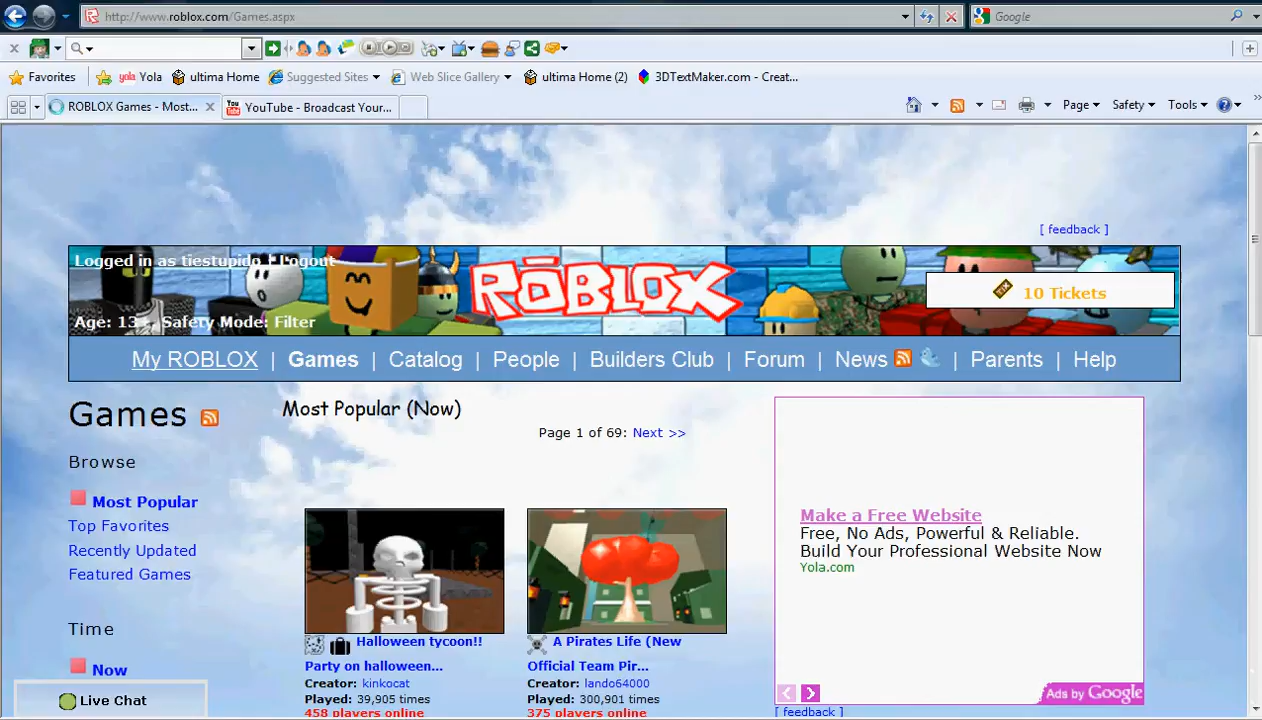 http://www.roblox.com/Games.aspx
Google
Favorites
yola Yola
ultima Home
Suggested Sites
Web Slice Gallery
ultima Home (2)
3DTextMaker.com - Creat...
ROBLOX Games - Most...
You Tube
YouTube - Broadcast Your...
Page
Safety
Tools
[ feedback ]
Logged in as tiestupido | Logout
ROBLOX
10 Tickets
Age: 13+, Safety Mode: Filter
My ROBLOX | Games | Catalog | People | Builders Club | Forum | News | Parents | Help
Games
Most Popular (Now)
Page 1 of 69: Next >>
Browse
Most Popular
Top Favorites
Recently Updated
Featured Games
Time
Now
Make a Free Website
Free, No Ads, Powerful & Reliable.
Build Your Professional Website Now
Yola.com
Halloween tycoon!!
Party on halloween...
Creator: kinkocat
Played: 39,905 times
458 players online
A Pirates Life (New
Official Team Pir...
Creator: lando64000
Played: 300,901 times
375 players online
Ads by Google
[ feedback ]
Live Chat